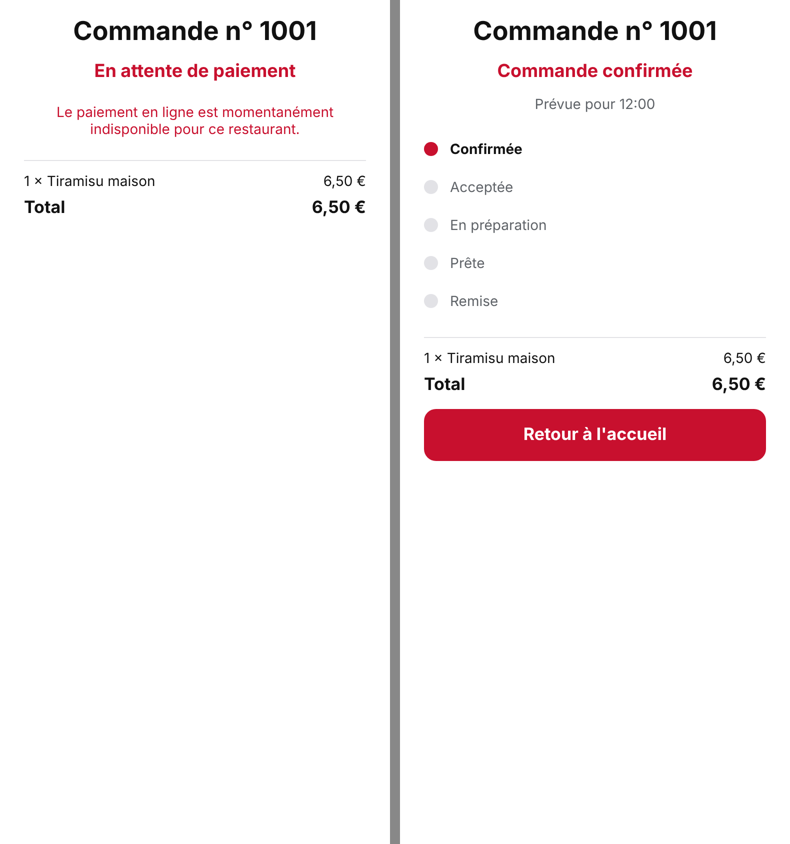 Commande n° 1001
En attente de paiement
Le paiement en ligne est momentanément
indisponible pour ce restaurant.
1 × Tiramisu maison 6,50 €
Total 6,50 €
Commande n° 1001
Commande confirmée
Prévue pour 12:00
Confirmée
Acceptée
En préparation
Prête
Remise
1 × Tiramisu maison 6,50 €
Total 6,50 €
Retour à l'accueil